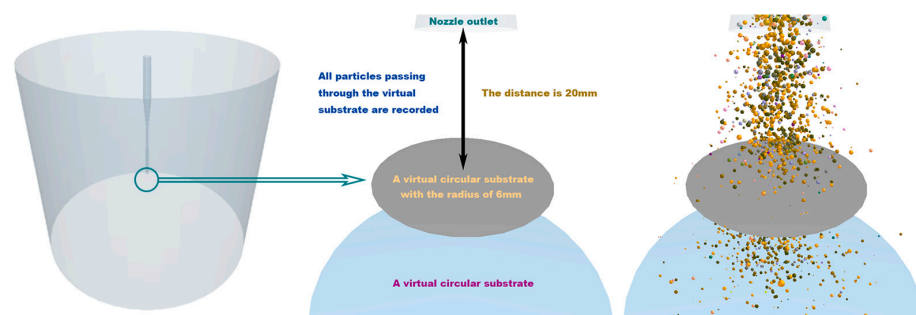 Nozzle outlet
All particles passing
through the virtual
substrate are recorded
The distance is 20mm
A virtual circular substrate
with the radius of 6mm
A virtual circular substrate